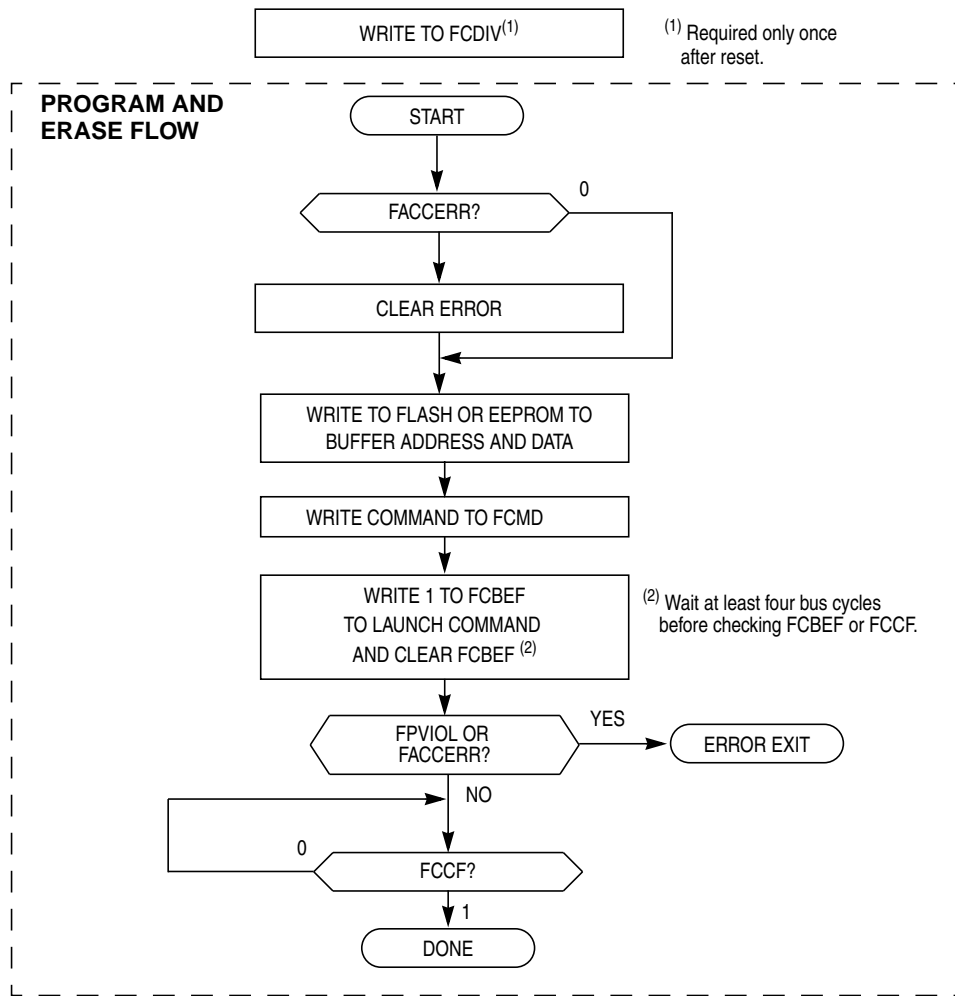 WRITE TO FCDIV(1)
(1) Required only once
after reset.
PROGRAM AND
ERASE FLOW
START
0
FACCERR?
CLEAR ERROR
WRITE TO FLASH OR EEPROM TO
BUFFER ADDRESS AND DATA
WRITE COMMAND TO FCMD
WRITE 1 TO FCBEF
TO LAUNCH COMMAND
AND CLEAR FCBEF (2)
(2) Wait at least four bus cycles
before checking FCBEF or FCCF.
FPVIOL OR
FACCERR?
YES
ERROR EXIT
NO
0
FCCF?
1
DONE